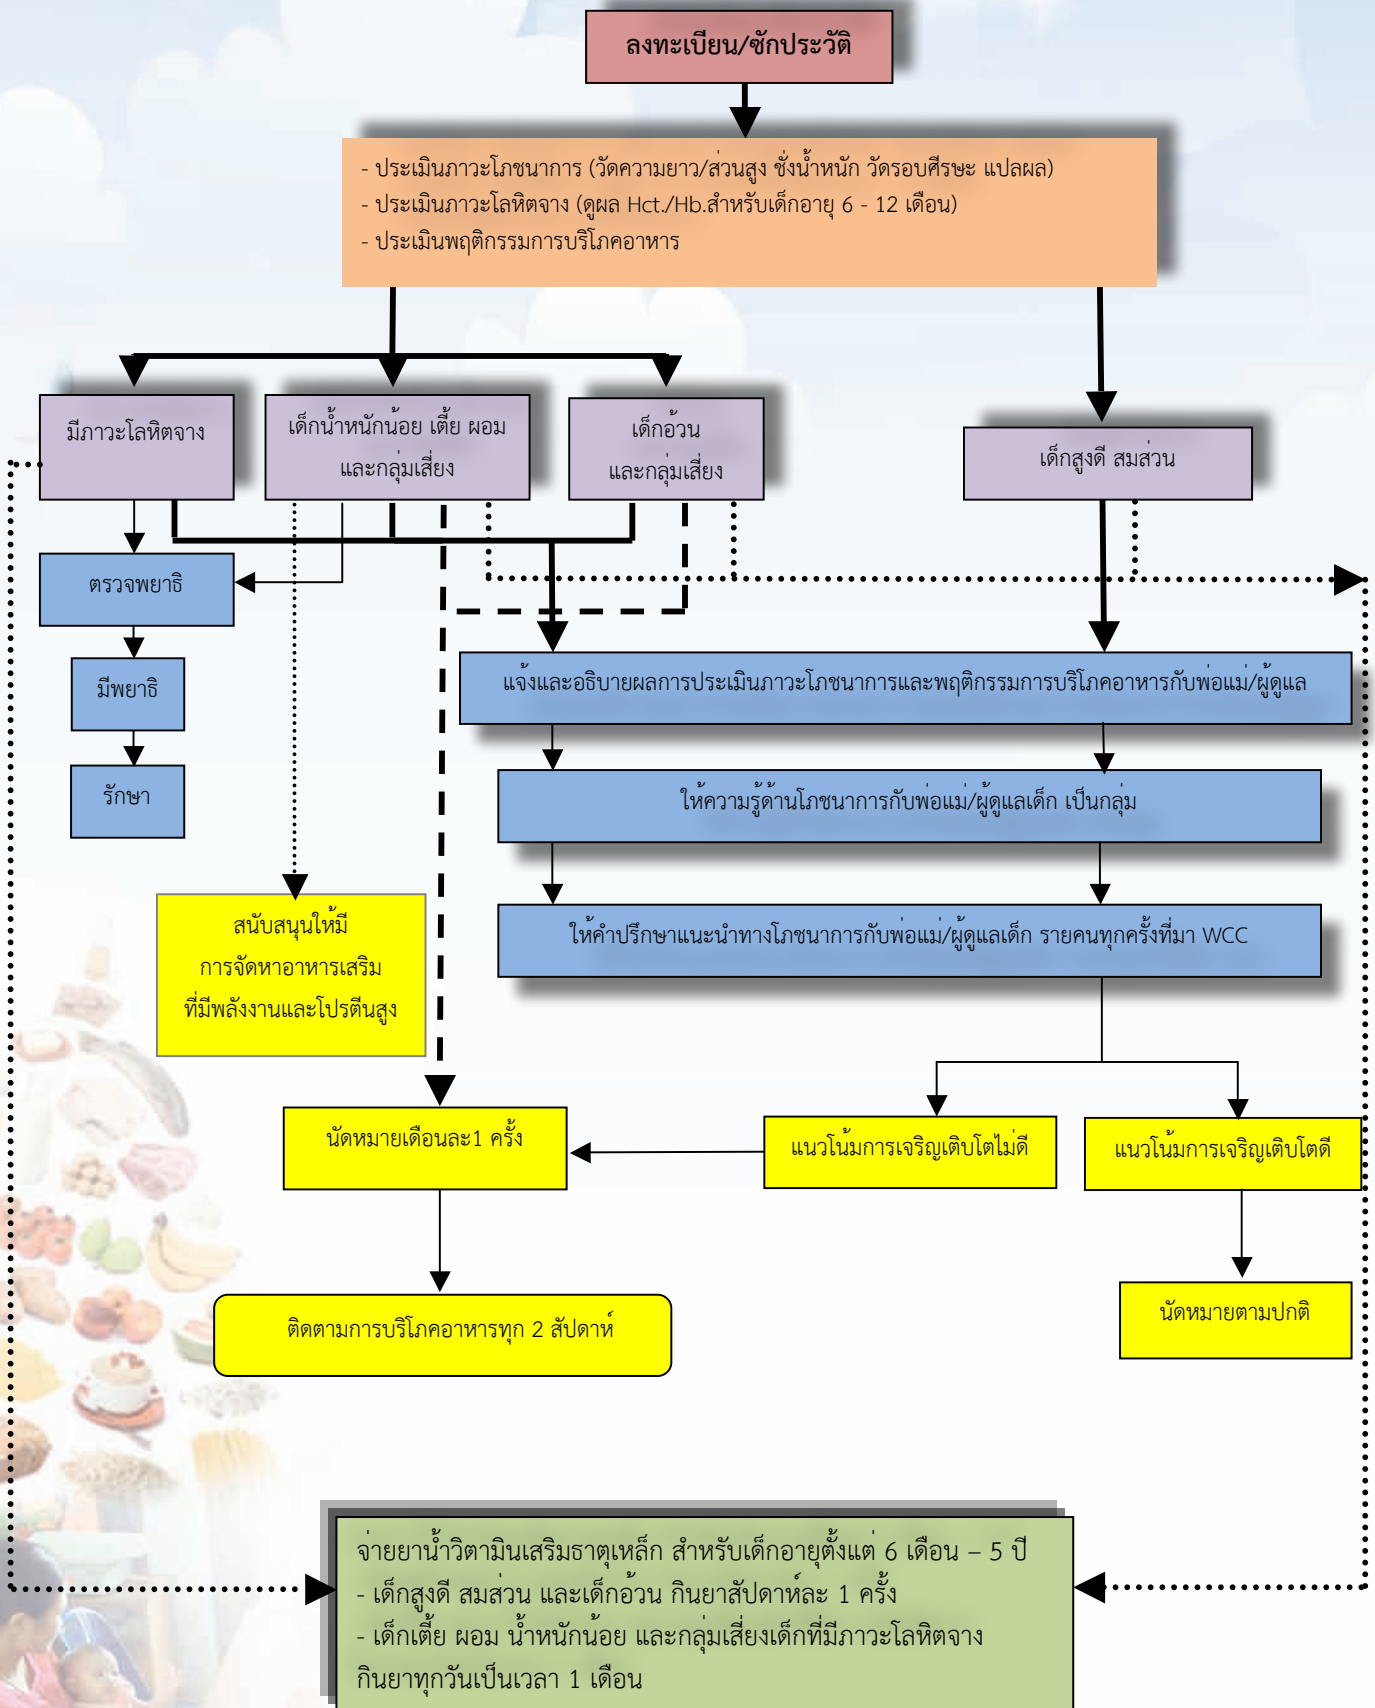 ลงทะเบียน/ซักประวัติ
- ประเมินภาวะโภชนาการ (วัดความยาว/ส่วนสูง ชั่งน้ำหนัก วัดรอบศีรษะ แปลผล)
- ประเมินภาวะโลหิตจาง (ดูผล Hct./Hb.สำหรับเด็กอายุ 6 - 12 เดือน)
- ประเมินพฤติกรรมการบริโภคอาหาร
มีภาวะโลหิตจาง
เด็กน้ำหนักน้อย เตี้ย ผอม
และกลุ่มเสี่ยง
เด็กอ้วน
และกลุ่มเสี่ยง
เด็กสูงดี สมส่วน
ตรวจพยาธิ
มีพยาธิ
รักษา
แจ้งและอธิบายผลการประเมินภาวะโภชนาการและพฤติกรรมการบริโภคอาหารกับพ่อแม่/ผู้ดูแล
ให้ความรู้ด้านโภชนาการกับพ่อแม่/ผู้ดูแลเด็ก เป็นกลุ่ม
ให้คำปรึกษาแนะนำทางโภชนาการกับพ่อแม่/ผู้ดูแลเด็ก รายคนทุกครั้งที่มา WCC
สนับสนุนให้มี
การจัดหาอาหารเสริม
ที่มีพลังงานและโปรตีนสูง
นัดหมายเดือนละ1 ครั้ง
แนวโน้มการเจริญเติบโตไม่ดี
แนวโน้มการเจริญเติบโตดี
ติดตามการบริโภคอาหารทุก 2 สัปดาห์
นัดหมายตามปกติ
จ่ายยาน้ำวิตามินเสริมธาตุเหล็ก สำหรับเด็กอายุตั้งแต่ 6 เดือน – 5 ปี
- เด็กสูงดี สมส่วน และเด็กอ้วน กินยาสัปดาห์ละ 1 ครั้ง
- เด็กเตี้ย ผอม น้ำหนักน้อย และกลุ่มเสี่ยงเด็กที่มีภาวะโลหิตจาง
กินยาทุกวันเป็นเวลา 1 เดือน